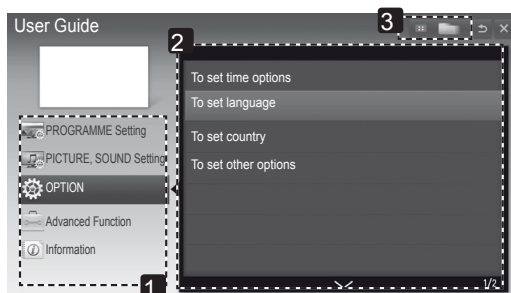 User Guide
3
2
To set time options
To set language
To set country
To set other options
PROGRAMME Setting
PICTURE, SOUND Setting
OPTION
Advanced Function
Information
1
1/2